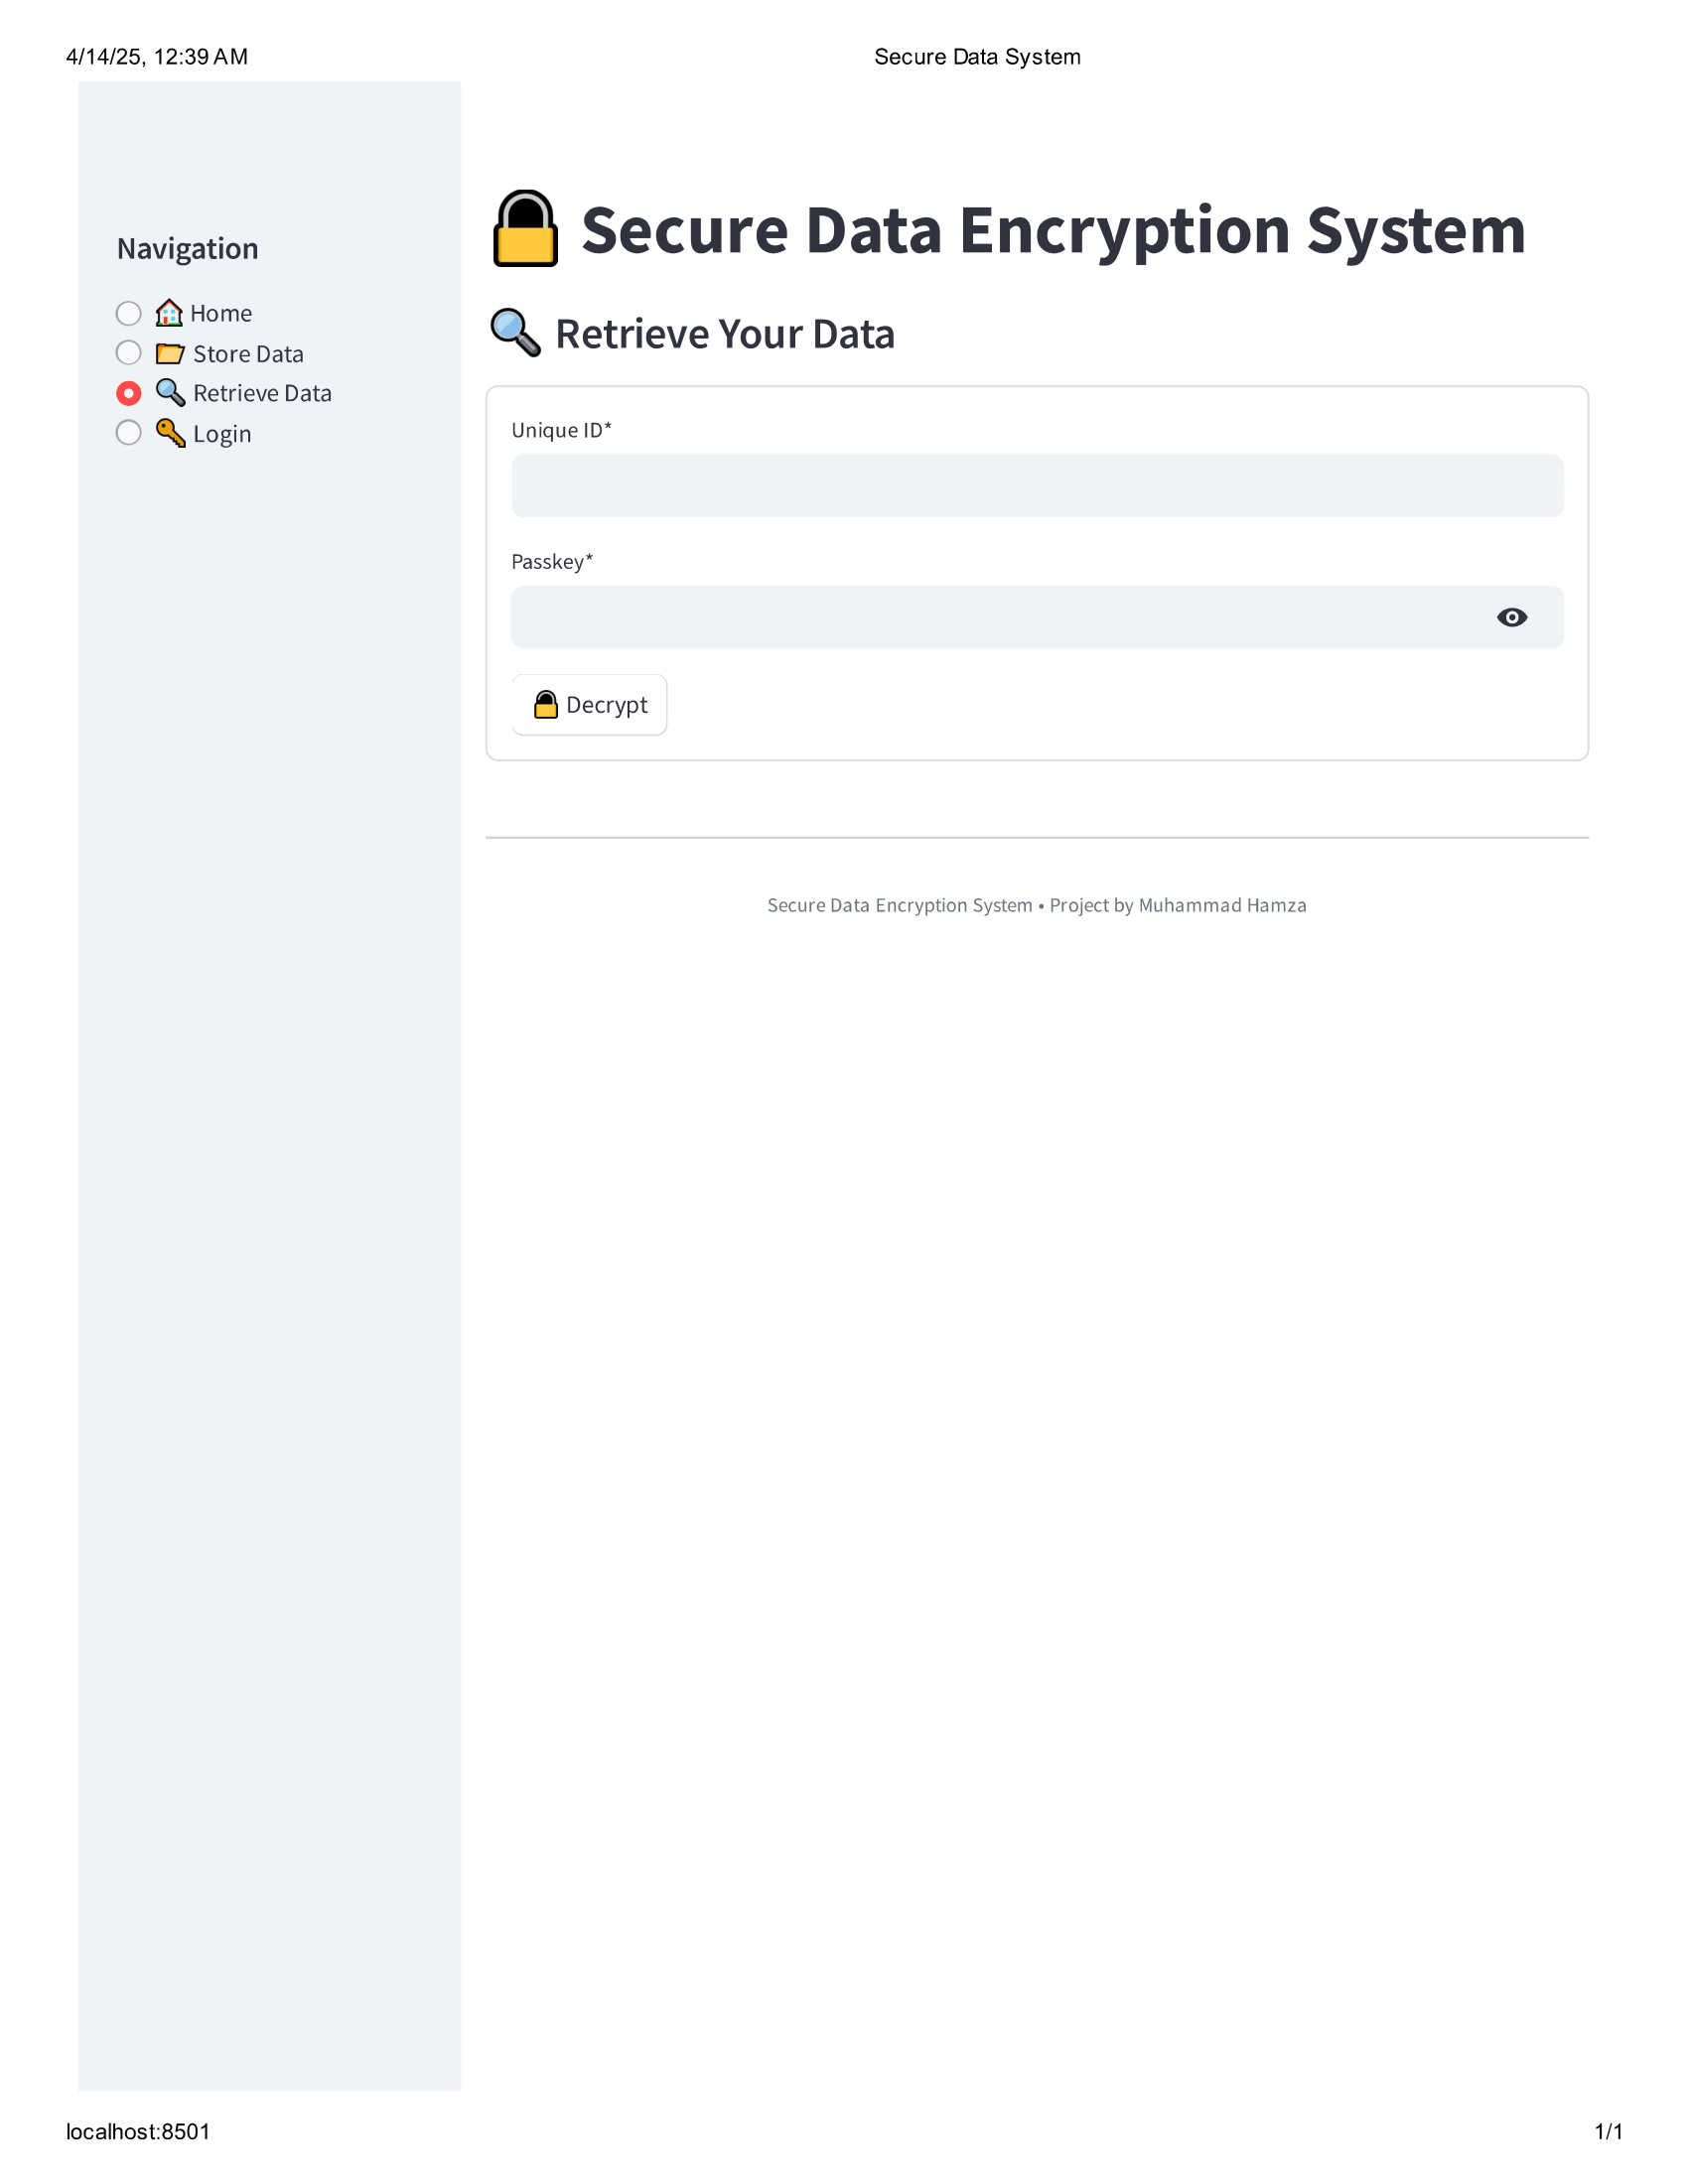 4/14/25, 12:39 AM
Secure Data System
Navigation
Home
Store Data
Retrieve Data
Login
Secure Data Encryption System
Retrieve Your Data
Unique ID*
Passkey*
Decrypt
Secure Data Encryption System • Project by Muhammad Hamza
localhost:8501
1/1